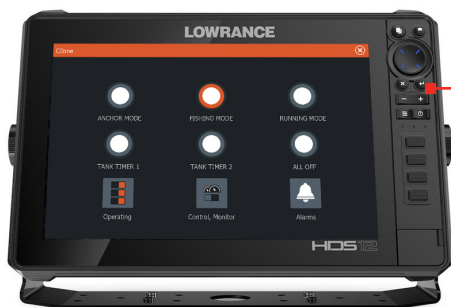 LOWRANCE
CZone
ANCHOR MODE
FISHING MODE
RUNNING MODE
TANK TIMER 1
TANK TIMER 2
ALL OFF
Operating
Control, Monitor
Alarms
HDS12